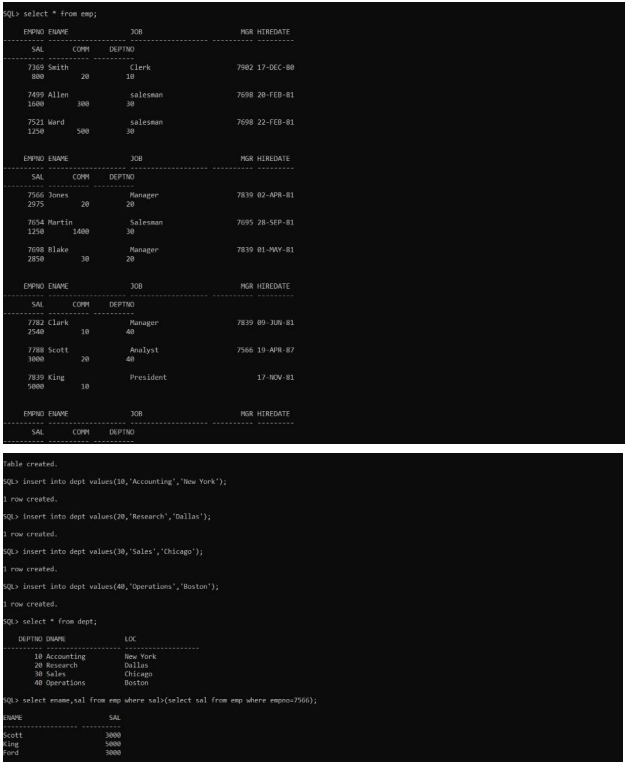 SQL> select * from emp;
EMPNO ENAME JOB MGR HIREDATE
---------- -------------------- -------------------- ---------- ---------
SAL COMM DEPTNO
---------- ---------- ----------
7369 Smith Clerk 7902 17-DEC-80
800 20 10
7499 Allen salesman 7698 20-FEB-81
1600 300 30
7521 Ward salesman 7698 22-FEB-81
1250 500 30
EMPNO ENAME JOB MGR HIREDATE
---------- -------------------- -------------------- ---------- ---------
SAL COMM DEPTNO
---------- ---------- ----------
7566 Jones Manager 7839 02-APR-81
2975 20 20
7654 Martin Salesman 7695 28-SEP-81
1250 1400 30
7698 Blake Manager 7839 01-MAY-81
2850 30 20
EMPNO ENAME JOB MGR HIREDATE
---------- -------------------- -------------------- ---------- ---------
SAL COMM DEPTNO
---------- ---------- ----------
7782 Clark Manager 7839 09-JUN-81
2540 10 40
7788 Scott Analyst 7566 19-APR-87
3000 20 40
7839 King President 17-NOV-81
5000 10
EMPNO ENAME JOB MGR HIREDATE
---------- -------------------- -------------------- ---------- ---------
SAL COMM DEPTNO
---------- ---------- ----------
Table created.
SQL> insert into dept values(10,'Accounting','New York');
1 row created.
SQL> insert into dept values(20,'Research','Dallas');
1 row created.
SQL> insert into dept values(30,'Sales','Chicago');
1 row created.
SQL> insert into dept values(40,'Operations','Boston');
1 row created.
SQL> select * from dept;
DEPTNO DNAME LOC
---------- -------------------- --------------------
10 Accounting New York
20 Research Dallas
30 Sales Chicago
40 Operations Boston
SQL> select ename,sal from emp where sal>(select sal from emp where empno=7566);
ENAME SAL
-------------------- ----------
Scott 3000
King 5000
Ford 3000